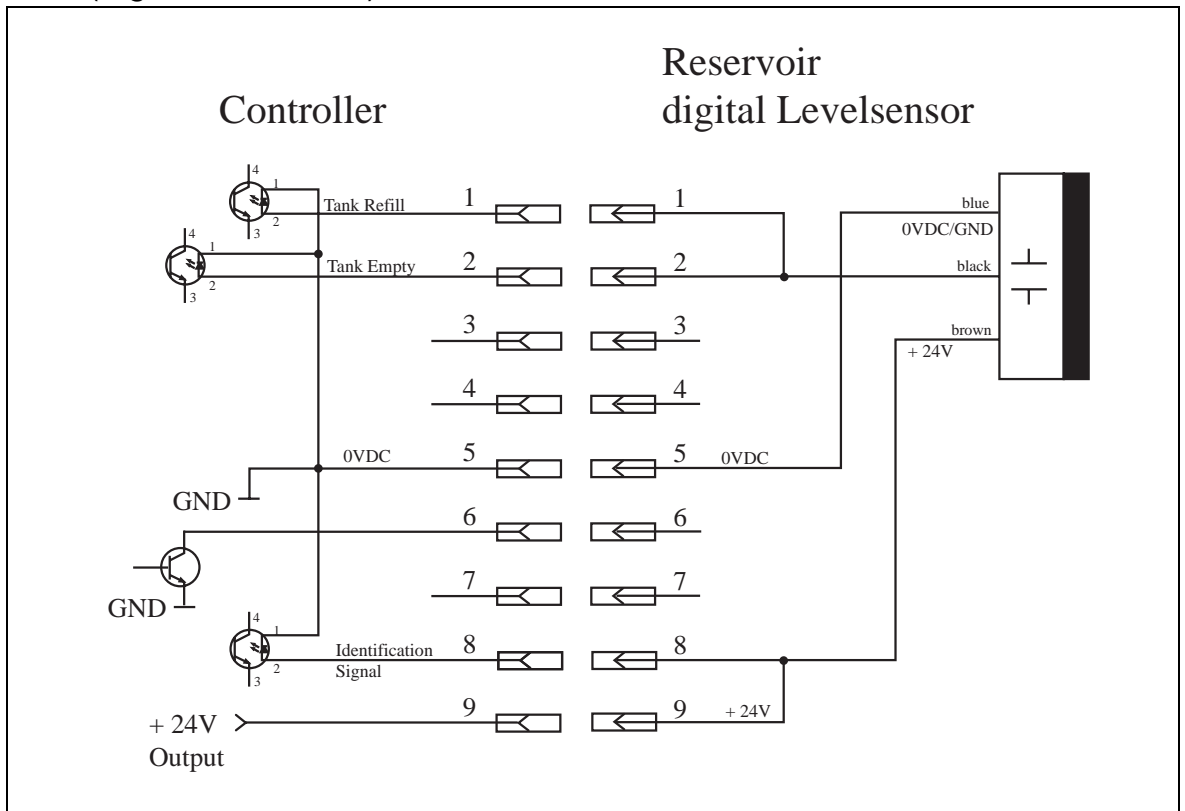 Reservoir
Controller digital Levelsensor
4
1
Tank Refill 1 1
2
3
blue
0VDC/GND
4
1
Tank Empty 2 2
2
3
black
3 3
brown
+ 24V
4 4
0VDC 5 5 0VDC
GND
6 6
7 7
GND
4
1
Identification 8 8
2
Signal
3
+ 24V 9 9 + 24V
Output